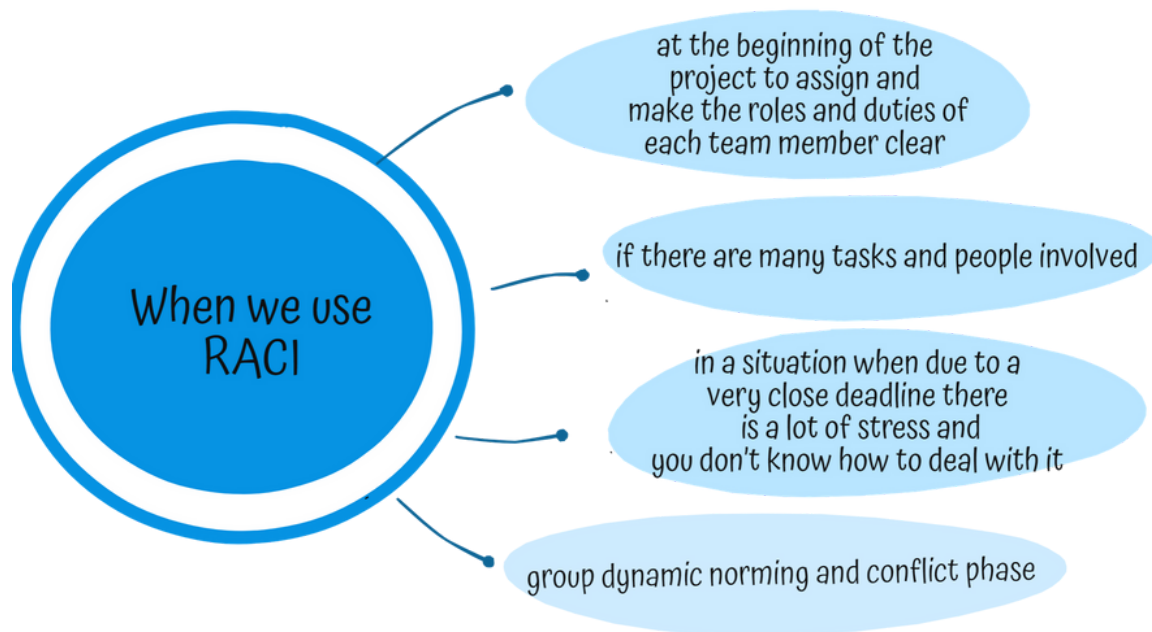 When we use
RACI
at the beginning of the
project to assign and
make the roles and duties of
each team member clear
if there are many tasks and people involved
in a situation when due to a
very close deadline there
is a lot of stress and
you don't know how to deal with it
group dynamic norming and conflict phase